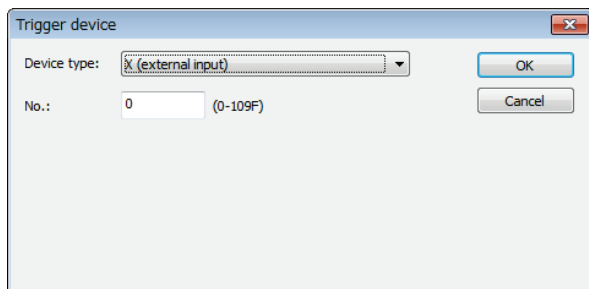 Trigger device
Device type: X (external input) OK
No.: 0 (0-109F) Cancel